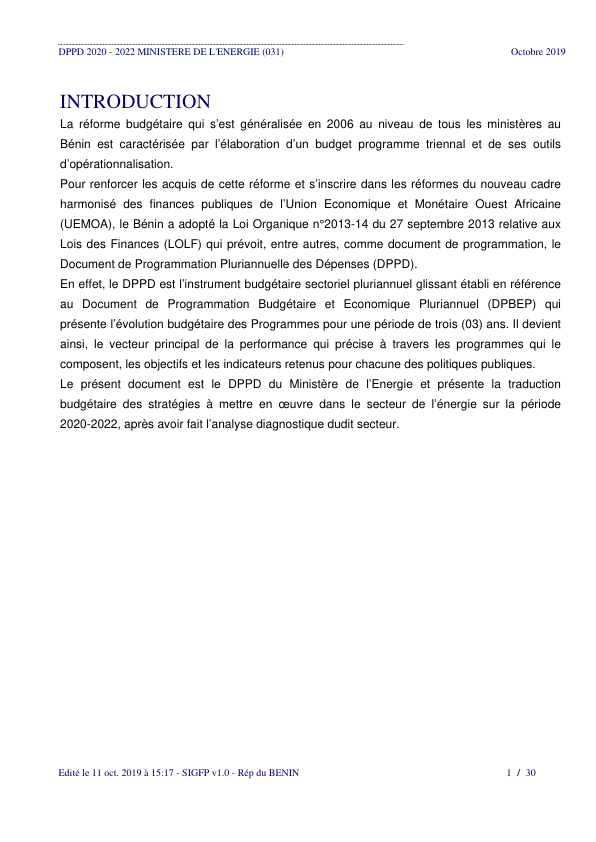 DPPD 2020 - 2022 MINISTERE DE L'ENERGIE (031) Octobre 2019
INTRODUCTION
La réforme budgétaire qui s’est généralisée en 2006 au niveau de tous les ministères au
Bénin est caractérisée par l’élaboration d’un budget programme triennal et de ses outils
d’opérationnalisation.
Pour renforcer les acquis de cette réforme et s’inscrire dans les réformes du nouveau cadre
harmonisé des finances publiques de l’Union Economique et Monétaire Ouest Africaine
(UEMOA), le Bénin a adopté la Loi Organique n°2013-14 du 27 septembre 2013 relative aux
Lois des Finances (LOLF) qui prévoit, entre autres, comme document de programmation, le
Document de Programmation Pluriannuelle des Dépenses (DPPD).
En effet, le DPPD est l’instrument budgétaire sectoriel pluriannuel glissant établi en référence
au Document de Programmation Budgétaire et Economique Pluriannuel (DPBEP) qui
présente l’évolution budgétaire des Programmes pour une période de trois (03) ans. Il devient
ainsi, le vecteur principal de la performance qui précise à travers les programmes qui le
composent, les objectifs et les indicateurs retenus pour chacune des politiques publiques.
Le présent document est le DPPD du Ministère de l’Energie et présente la traduction
budgétaire des stratégies à mettre en œuvre dans le secteur de l’énergie sur la période
2020-2022, après avoir fait l’analyse diagnostique dudit secteur.
Edité le 11 oct. 2019 à 15:17 - SIGFP v1.0 - Rép du BENIN 1 / 30